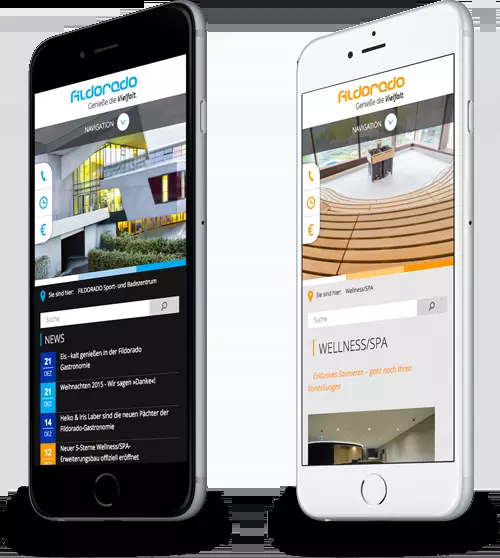 fildorado
Genieße die Vielfalt.
NAVIGATION
€
Sie sind hier: FILDORADO Sport- und Badezentrum
Suche
NEWS
21
DEZ
Eis - kalt genießen in der Fildorado
Gastronomie
21
DEZ
Weihnachten 2015 - Wir sagen »Danke«!
14
DEZ
Heiko & Iris Laber sind die neuen Pächter der
Fildorado-Gastronomie
12
DEZ
Neuer 5-Sterne Wellness/SPA-
Erweiterungsbau offiziell eröffnet
fildorado
Genieße die Vielfalt.
NAVIGATION
€
Sie sind hier: Wellness/SPA
Suche
WELLNESS/SPA
Exklusives Saunieren – ganz nach Ihren
Vorstellungen